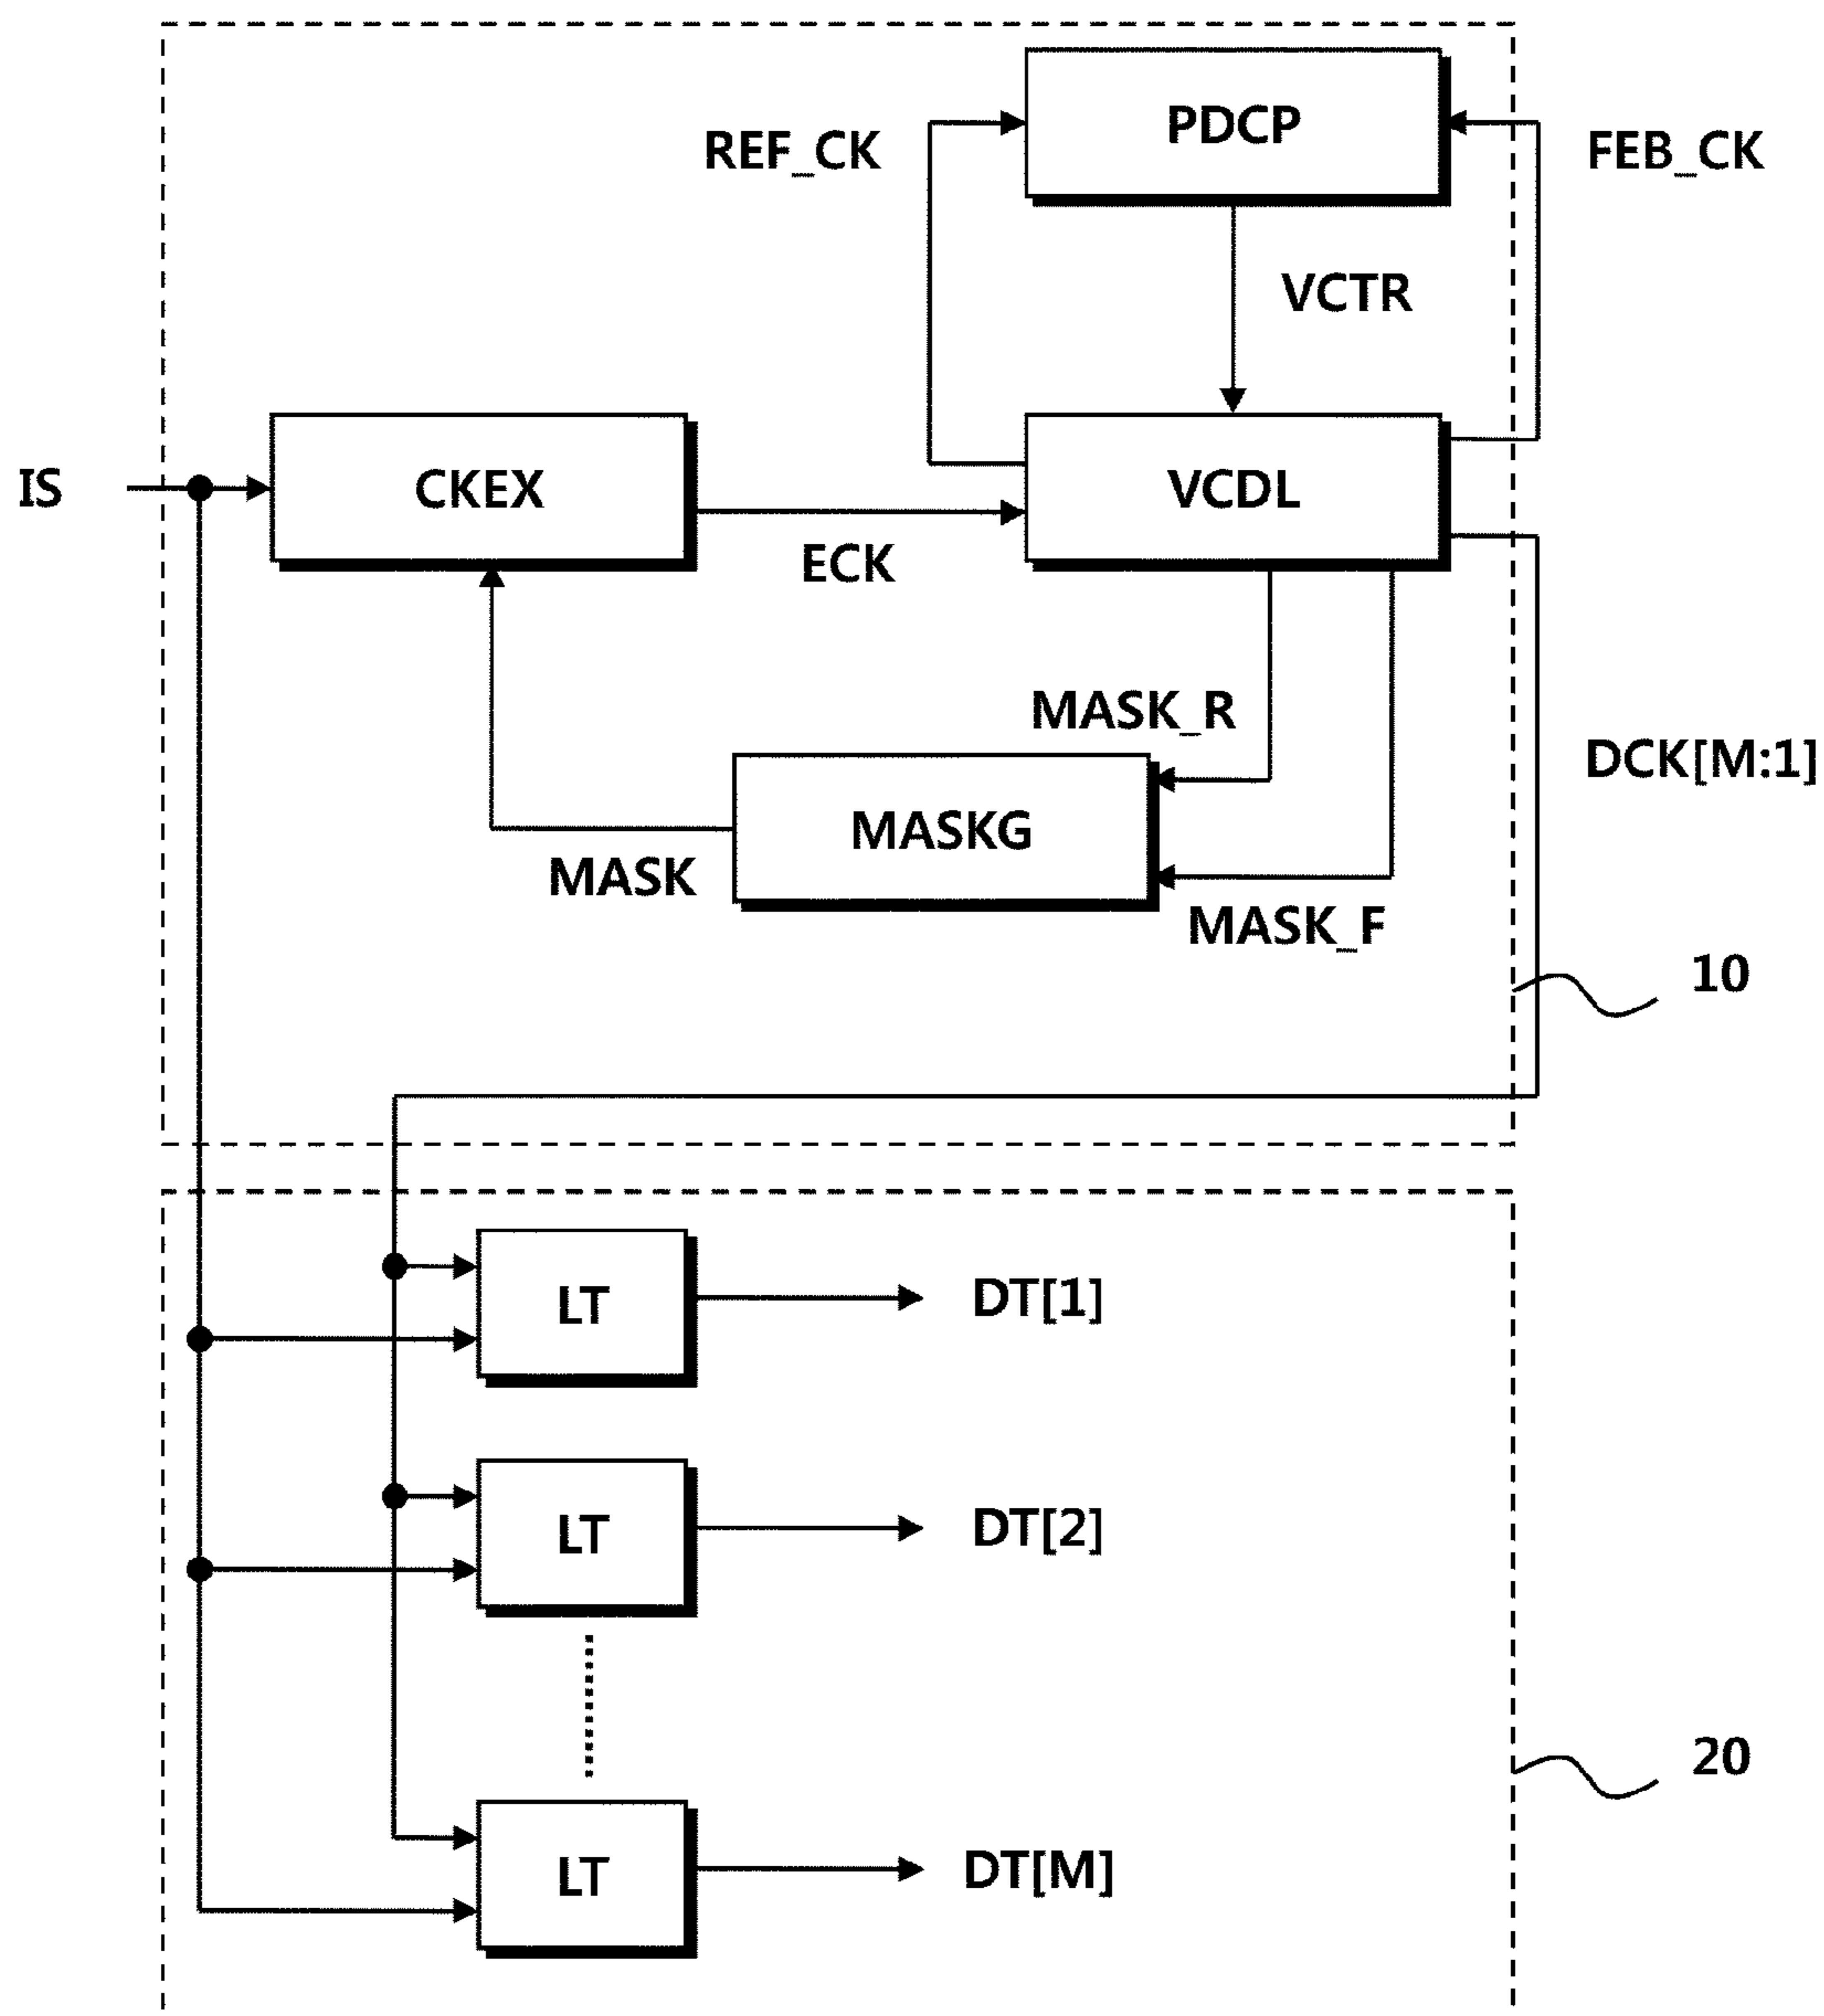 PDCP
REF_CK
FEB_CK
VCTR
IS
CKEX
VCDL
ECK
MASK_R
DCK[M:1]
MASKG
MASK
MASK_F
10
LT
DT[1]
LT
DT[2]
20
LT
DT[M]